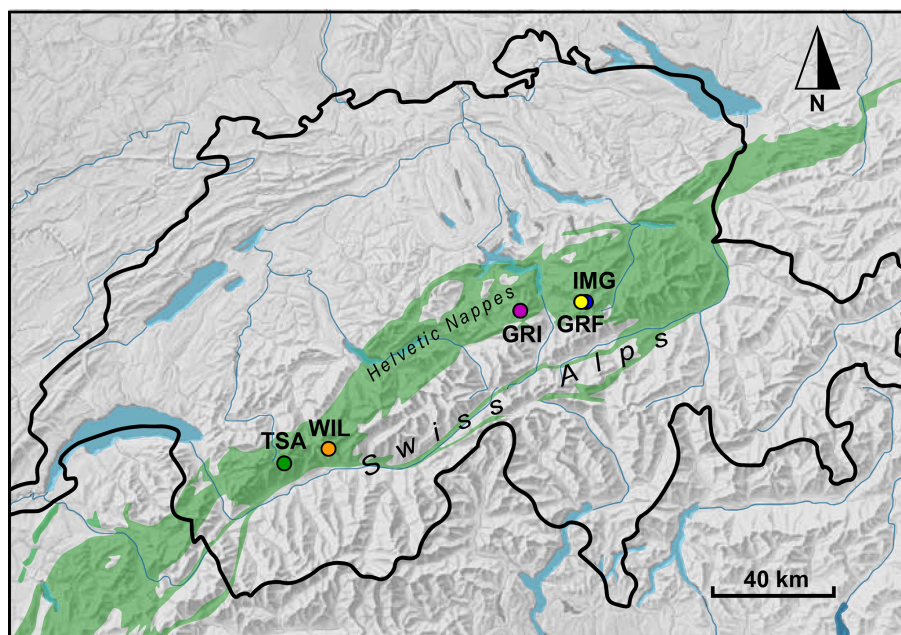 N
IMG
Helvetic Nappes
GRI
GRF
Swiss Alps
TSA
WIL
40 km